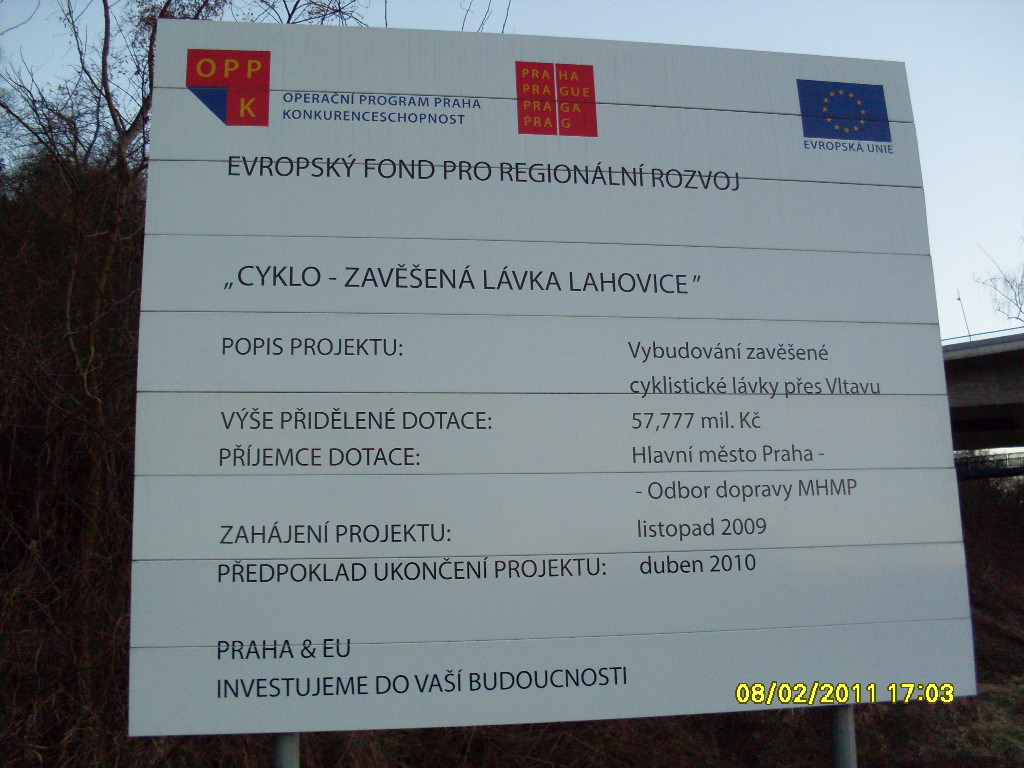 OPP
K
OPERAČNÍ PROGRAM PRAHA
KONKURENCESCHOPNOST
PRA HA
PRA GUE
PRA GA
PRA G
EVROPSKÁ UNIE
EVROPSKÝ FOND PRO REGIONÁLNÍ ROZVOJ
„CYKLO - ZAVĚŠENÁ LÁVKA LAHOVICE”
POPIS PROJEKTU: Vybudování zavěšené
cyklistické lávky přes Vltavu
VÝŠE PŘIDĚLENÉ DOTACE: 57,777 mil. Kč
PŘÍJEMCE DOTACE: Hlavní město Praha -
- Odbor dopravy MHMP
ZAHÁJENÍ PROJEKTU: listopad 2009
PŘEDPOKLAD UKONČENÍ PROJEKTU: duben 2010
PRAHA & EU
INVESTUJEME DO VAŠÍ BUDOUCNOSTI
08/02/2011 17:03